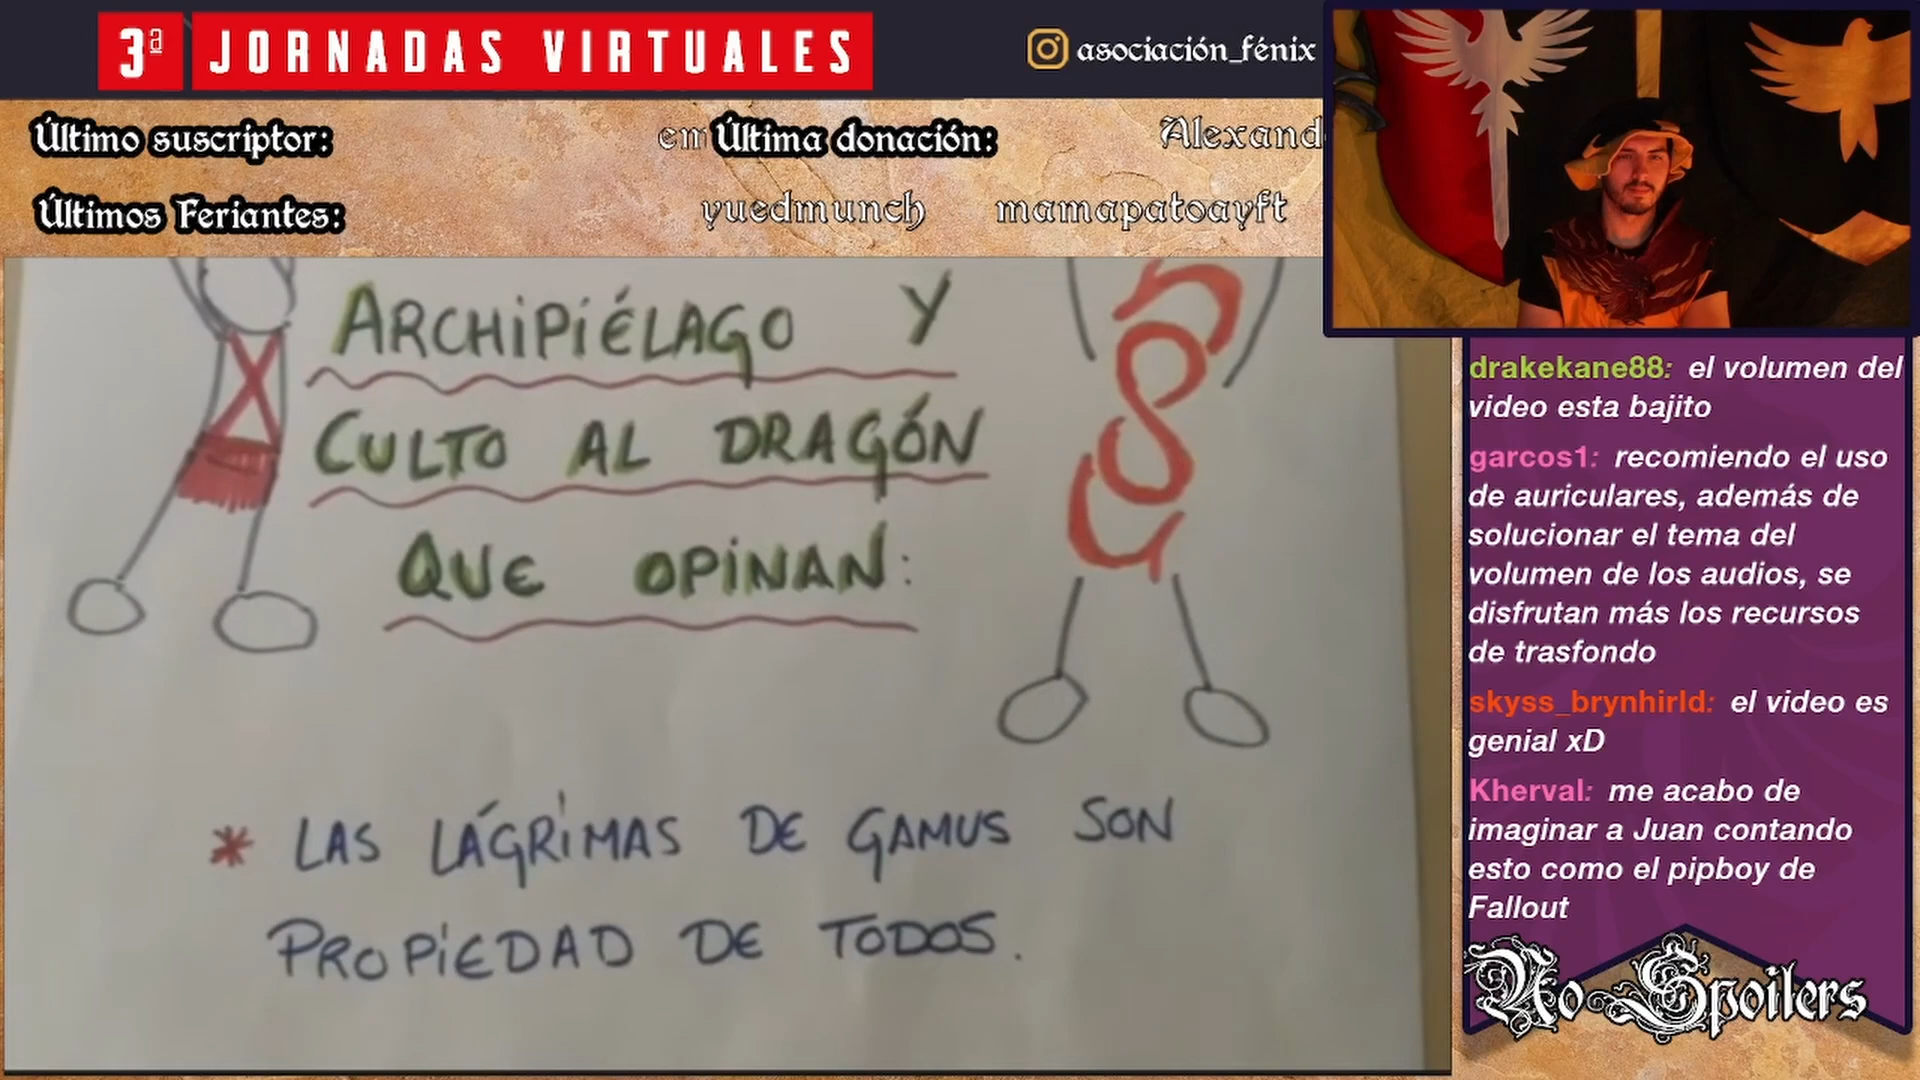 3ª JORNADAS VIRTUALES
asociación_fénix
Último suscriptor:
Última donación:
Últimos Feriantes:
yuedmunch mamapatoayft
ARCHIPIÉLAGO Y
CULTO AL DRAGÓN
QUE OPINAN:
* LAS LÁGRIMAS DE GAMUS SON
PROPIEDAD DE TODOS.
drakekane88: el volumen del
video esta bajito
garcos1: recomiendo el uso
de auriculares, además de
solucionar el tema del
volumen de los audios, se
disfrutan más los recursos
de trasfondo
skyss_brynhirld: el video es
genial xD
Kherval: me acabo de
imaginar a Juan contando
esto como el pipboy de
Fallout
No Spoilers